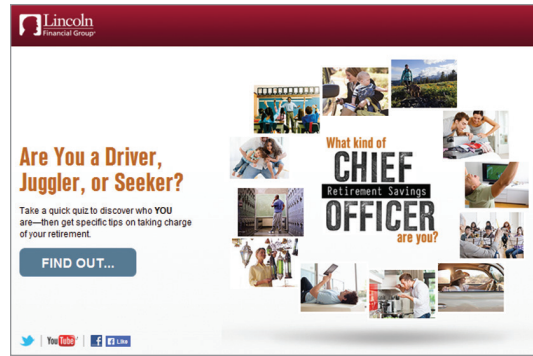 Lincoln
Financial Group®
Are You a Driver,
Juggler, or Seeker?
Take a quick quiz to discover who YOU
are—then get specific tips on taking charge
of your retirement.
FIND OUT...
What kind of
CHIEF
Retirement Savings
OFFICER
are you?
You Tube
f
f Like